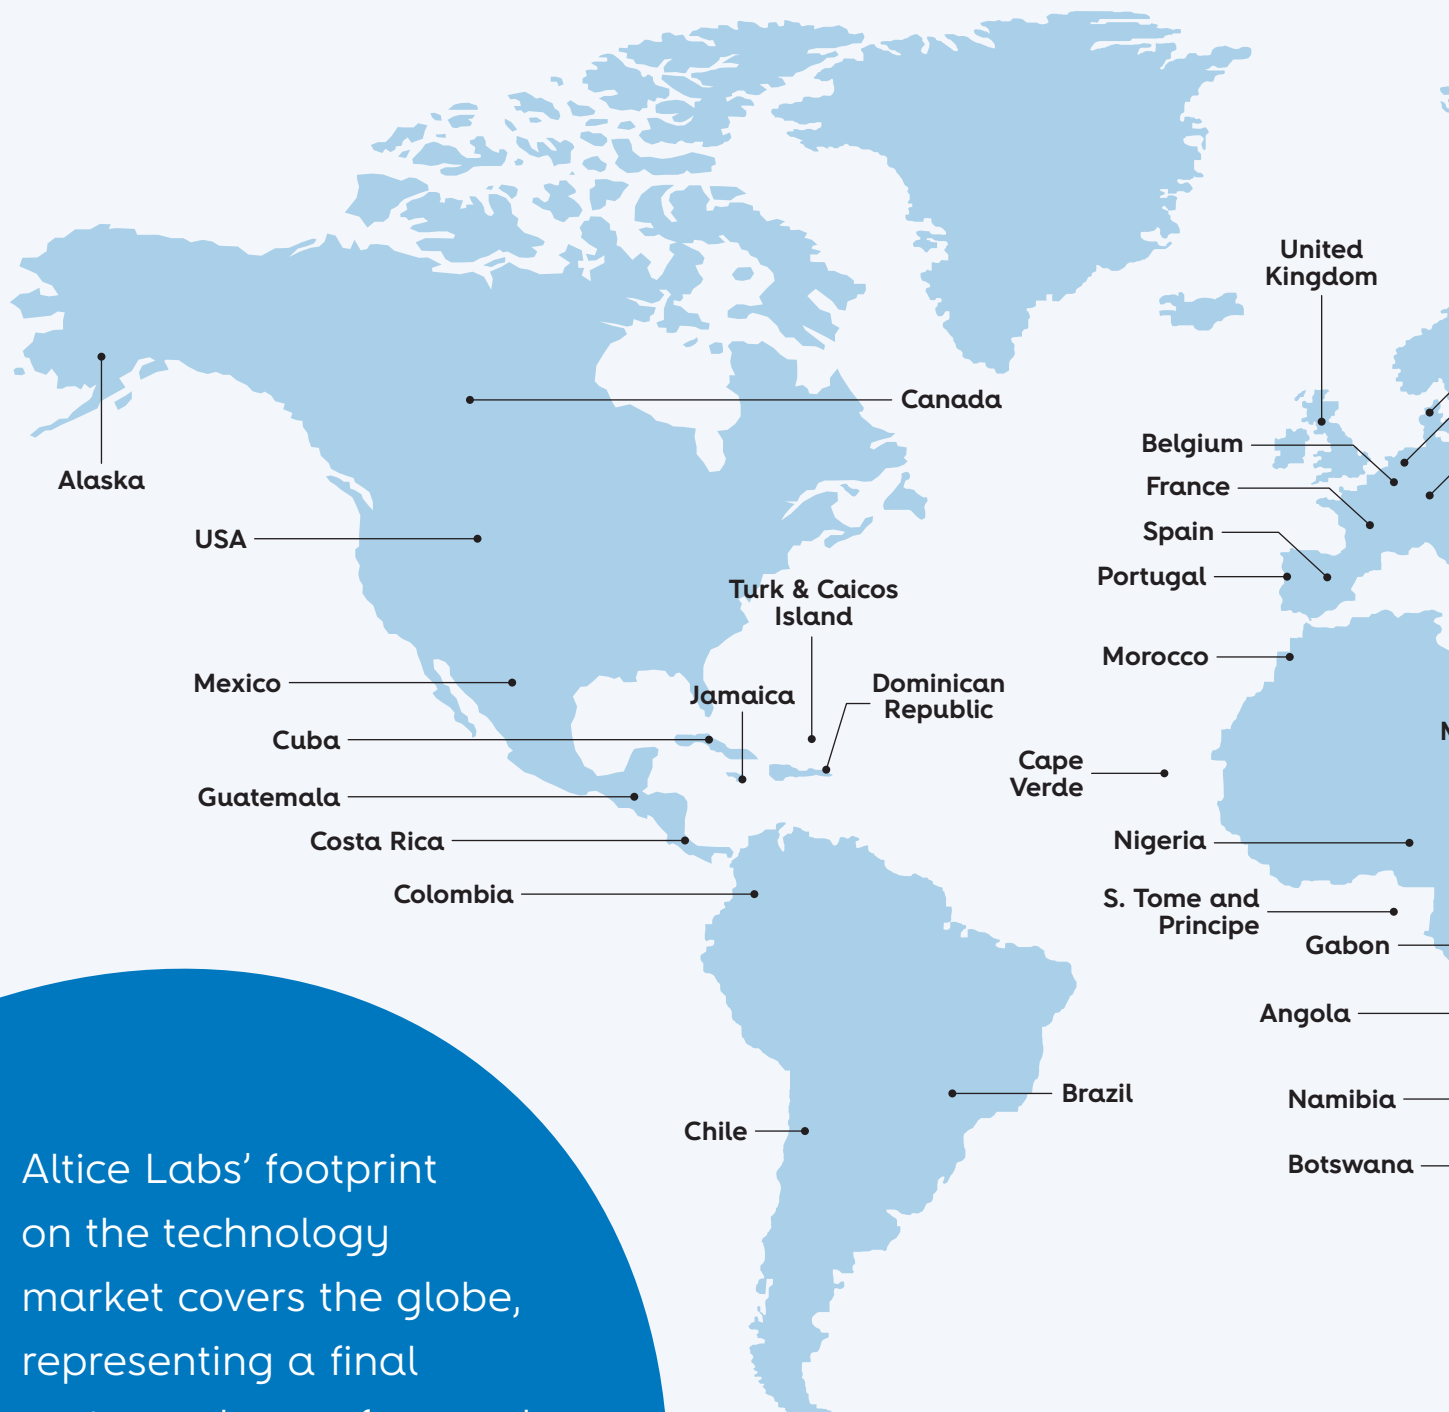 United
Kingdom
Canada
Belgium
Alaska
France
Spain
USA
Portugal
Turk & Caicos
Island
Morocco
Mexico
Jamaica
Dominican
Republic
Cuba
Cape
Verde
Guatemala
Costa Rica
Nigeria
Colombia
S. Tome and
Principe
Gabon
Angola
Brazil
Namibia
Chile
Botswana
Altice Labs’ footprint
on the technology
market covers the globe,
representing a final